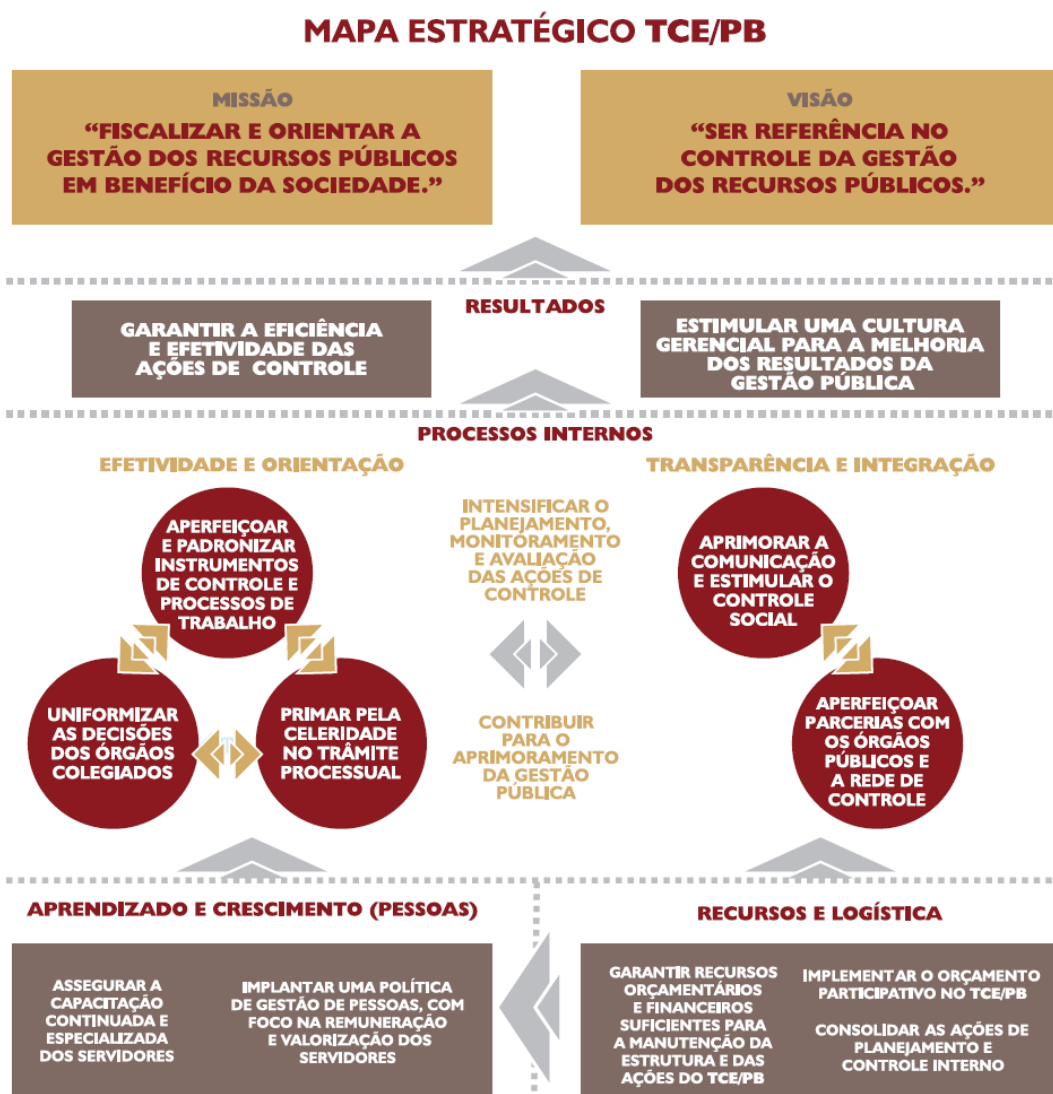 MAPA ESTRATÉGICO TCE/PB
MISSÃO
“FISCALIZAR E ORIENTAR A
GESTÃO DOS RECURSOS PÚBLICOS
EM BENEFÍCIO DA SOCIEDADE.”
VISÃO
“SER REFERÊNCIA NO
CONTROLE DA GESTÃO
DOS RECURSOS PÚBLICOS.”
RESULTADOS
GARANTIR A EFICIÊNCIA
E EFETIVIDADE DAS
AÇÕES DE CONTROLE
ESTIMULAR UMA CULTURA
GERENCIAL PARA A MELHORIA
DOS RESULTADOS DA
GESTÃO PÚBLICA
PROCESSOS INTERNOS
EFETIVIDADE E ORIENTAÇÃO
APERFEIÇOAR
E PADRONIZAR
INSTRUMENTOS
DE CONTROLE E
PROCESSOS DE
TRABALHO
UNIFORMIZAR
AS DECISÕES
DOS ÓRGÃOS
COLEGIADOS
T
PRIMAR PELA
CELERIDADE
NO TRÂMITE
PROCESSUAL
INTENSIFICAR O
PLANEJAMENTO,
MONITORAMENTO
E AVALIAÇÃO
DAS AÇÕES DE
CONTROLE
CONTRIBUIR
PARA O
APRIMORAMENTO
DA GESTÃO
PÚBLICA
TRANSPARÊNCIA E INTEGRAÇÃO
APRIMORAR A
COMUNICAÇÃO
E ESTIMULAR O
CONTROLE
SOCIAL
APERFEIÇOAR
PARCERIAS COM
OS ÓRGÃOS
PÚBLICOS E
A REDE DE
CONTROLE
APRENDIZADO E CRESCIMENTO (PESSOAS)
ASSEGURAR A
CAPACITAÇÃO
CONTINUADA E
ESPECIALIZADA
DOS SERVIDORES
IMPLANTAR UMA POLÍTICA
DE GESTÃO DE PESSOAS, COM
FOCO NA REMUNERAÇÃO
E VALORIZAÇÃO DOS
SERVIDORES
RECURSOS E LOGÍSTICA
GARANTIR RECURSOS
ORÇAMENTÁRIOS
E FINANCEIROS
SUFICIENTES PARA
A MANUTENÇÃO DA
ESTRUTURA E DAS
AÇÕES DO TCE/PB
IMPLEMENTAR O ORÇAMENTO
PARTICIPATIVO NO TCE/PB
CONSOLIDAR AS AÇÕES DE
PLANEJAMENTO E
CONTROLE INTERNO